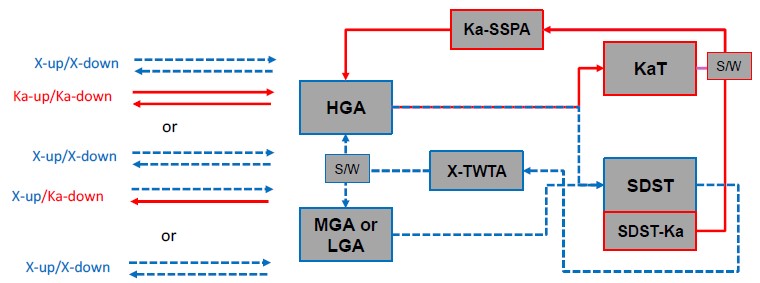 X-up/X-down
Ka-up/Ka-down
or
X-up/X-down
X-up/Ka-down
or
X-up/X-down
Ka-SSPA
KaT
S/W
HGA
S/W
X-TWTA
SDST
SDST-Ka
MGA or
LGA